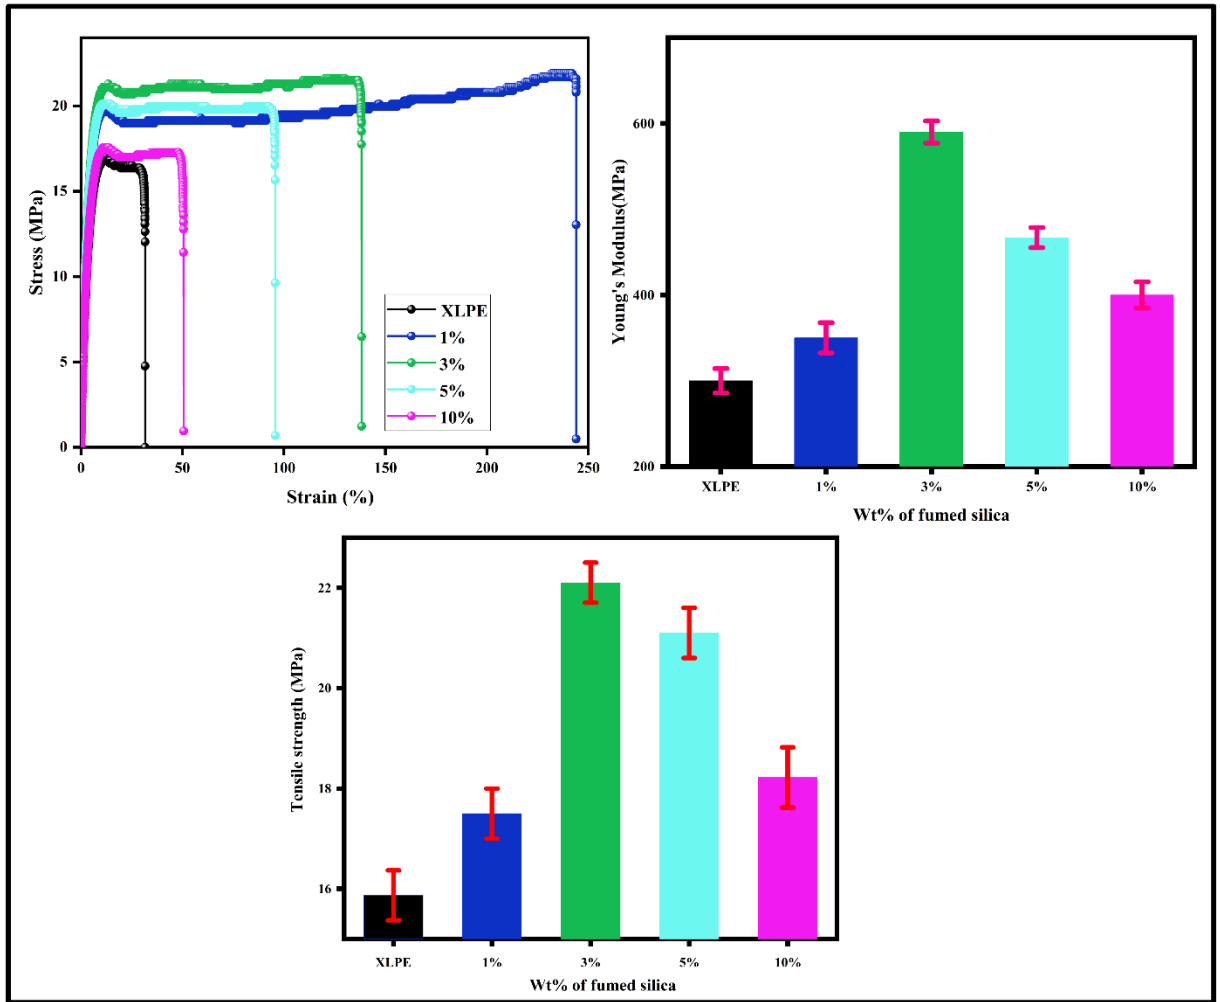 20
15
10
5
0
Stress (MPa)
XLPE
1%
3%
5%
10%
0 50 100 150 200 250
Strain (%)
600
400
200
Young's Modulus(MPa)
XLPE 1% 3% 5% 10%
Wt% of fumed silica
22
20
18
16
Tensile strength (MPa)
XLPE 1% 3% 5% 10%
Wt% of fumed silica